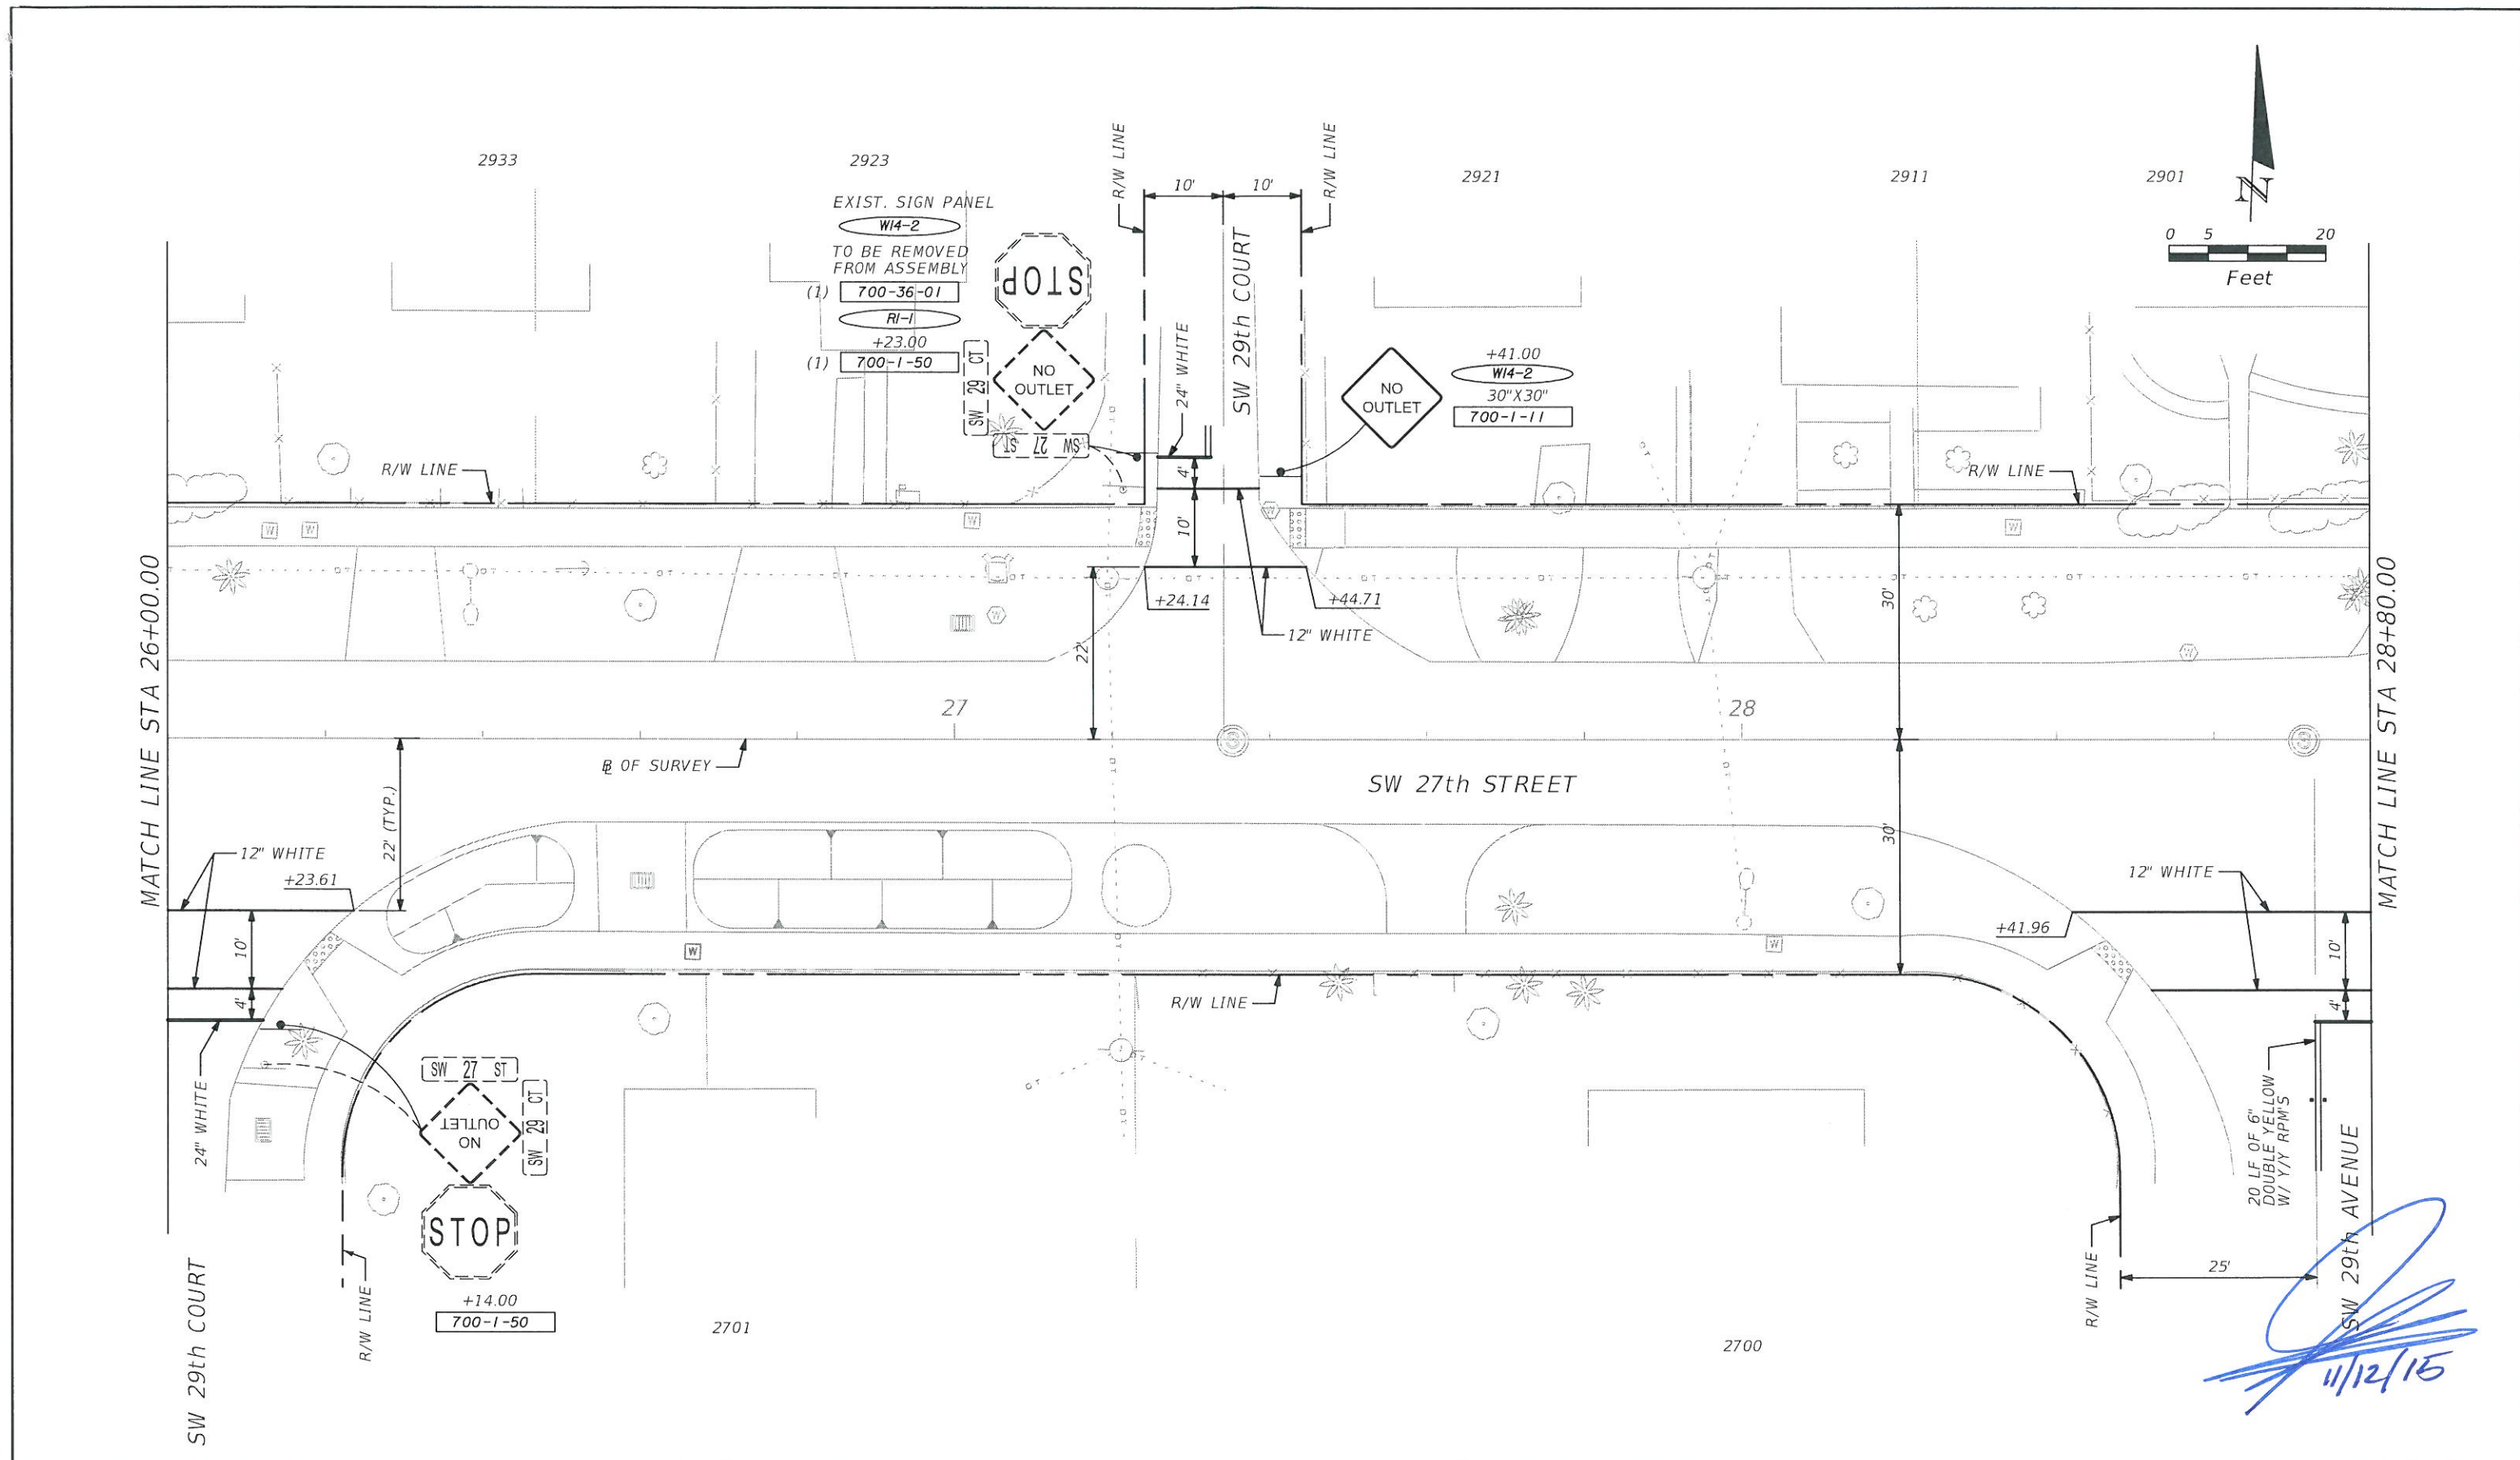 2933
2923
2921
2911
2901
R/W LINE
R/W LINE
10'
10'
N
0 5 20
Feet
EXIST. SIGN PANEL
W14-2
TO BE REMOVED
FROM ASSEMBLY
(1) 700-36-01
R1-1
+23.00
(1) 700-1-50
STOP
NO
OUTLET
SW 29 CT
SW 27 ST
24" WHITE
SW 29th COURT
NO
OUTLET
+41.00
W14-2
30"X30"
700-1-11
R/W LINE
R/W LINE
4'
10'
W
W
W
W
W
W
W
W
+24.14
+44.71
12" WHITE
22'
30'
MATCH LINE STA 26+00.00
MATCH LINE STA 28+80.00
27
28
S
S
BL OF SURVEY
SW 27th STREET
22' (TYP.)
30'
12" WHITE
+23.61
10'
4'
24" WHITE
12" WHITE
+41.96
10'
4'
W
W
R/W LINE
SW 27 ST
NO
OUTLET
SW 29 CT
STOP
+14.00
700-1-50
R/W LINE
SW 29th COURT
2701
2700
20 LF OF 6"
DOUBLE YELLOW
W/ Y/Y RPM'S
SW 29th AVENUE
R/W LINE
25'
11/12/15